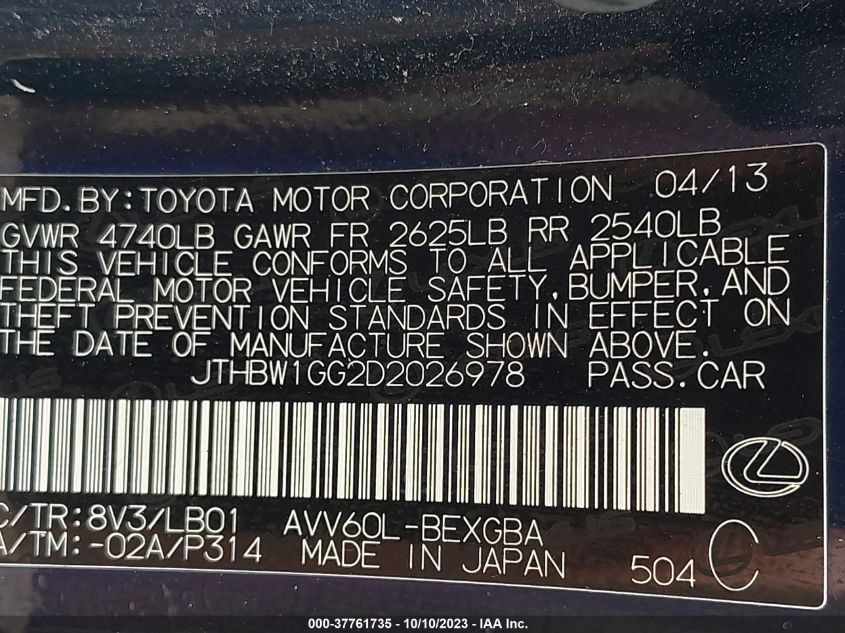 MFD.BY:TOYOTA MOTOR CORPORATION 04/13
GVWR 4740LB GAWR FR 2625LB RR 2540LB
THIS VEHICLE CONFORMS TO ALL APPLICABLE
FEDERAL MOTOR VEHICLE SAFETY,BUMPER,AND
THEFT PREVENTION STANDARDS IN EFFECT ON
THE DATE OF MANUFACTURE SHOWN ABOVE.
JTHBW1GG2D2026978 PASS.CAR
C/TR:8V3/LB01 AVV60L-BEXGBA
A/TM:-02A/P314 MADE IN JAPAN 504 C
000-37761735 - 10/10/2023 - IAA Inc.